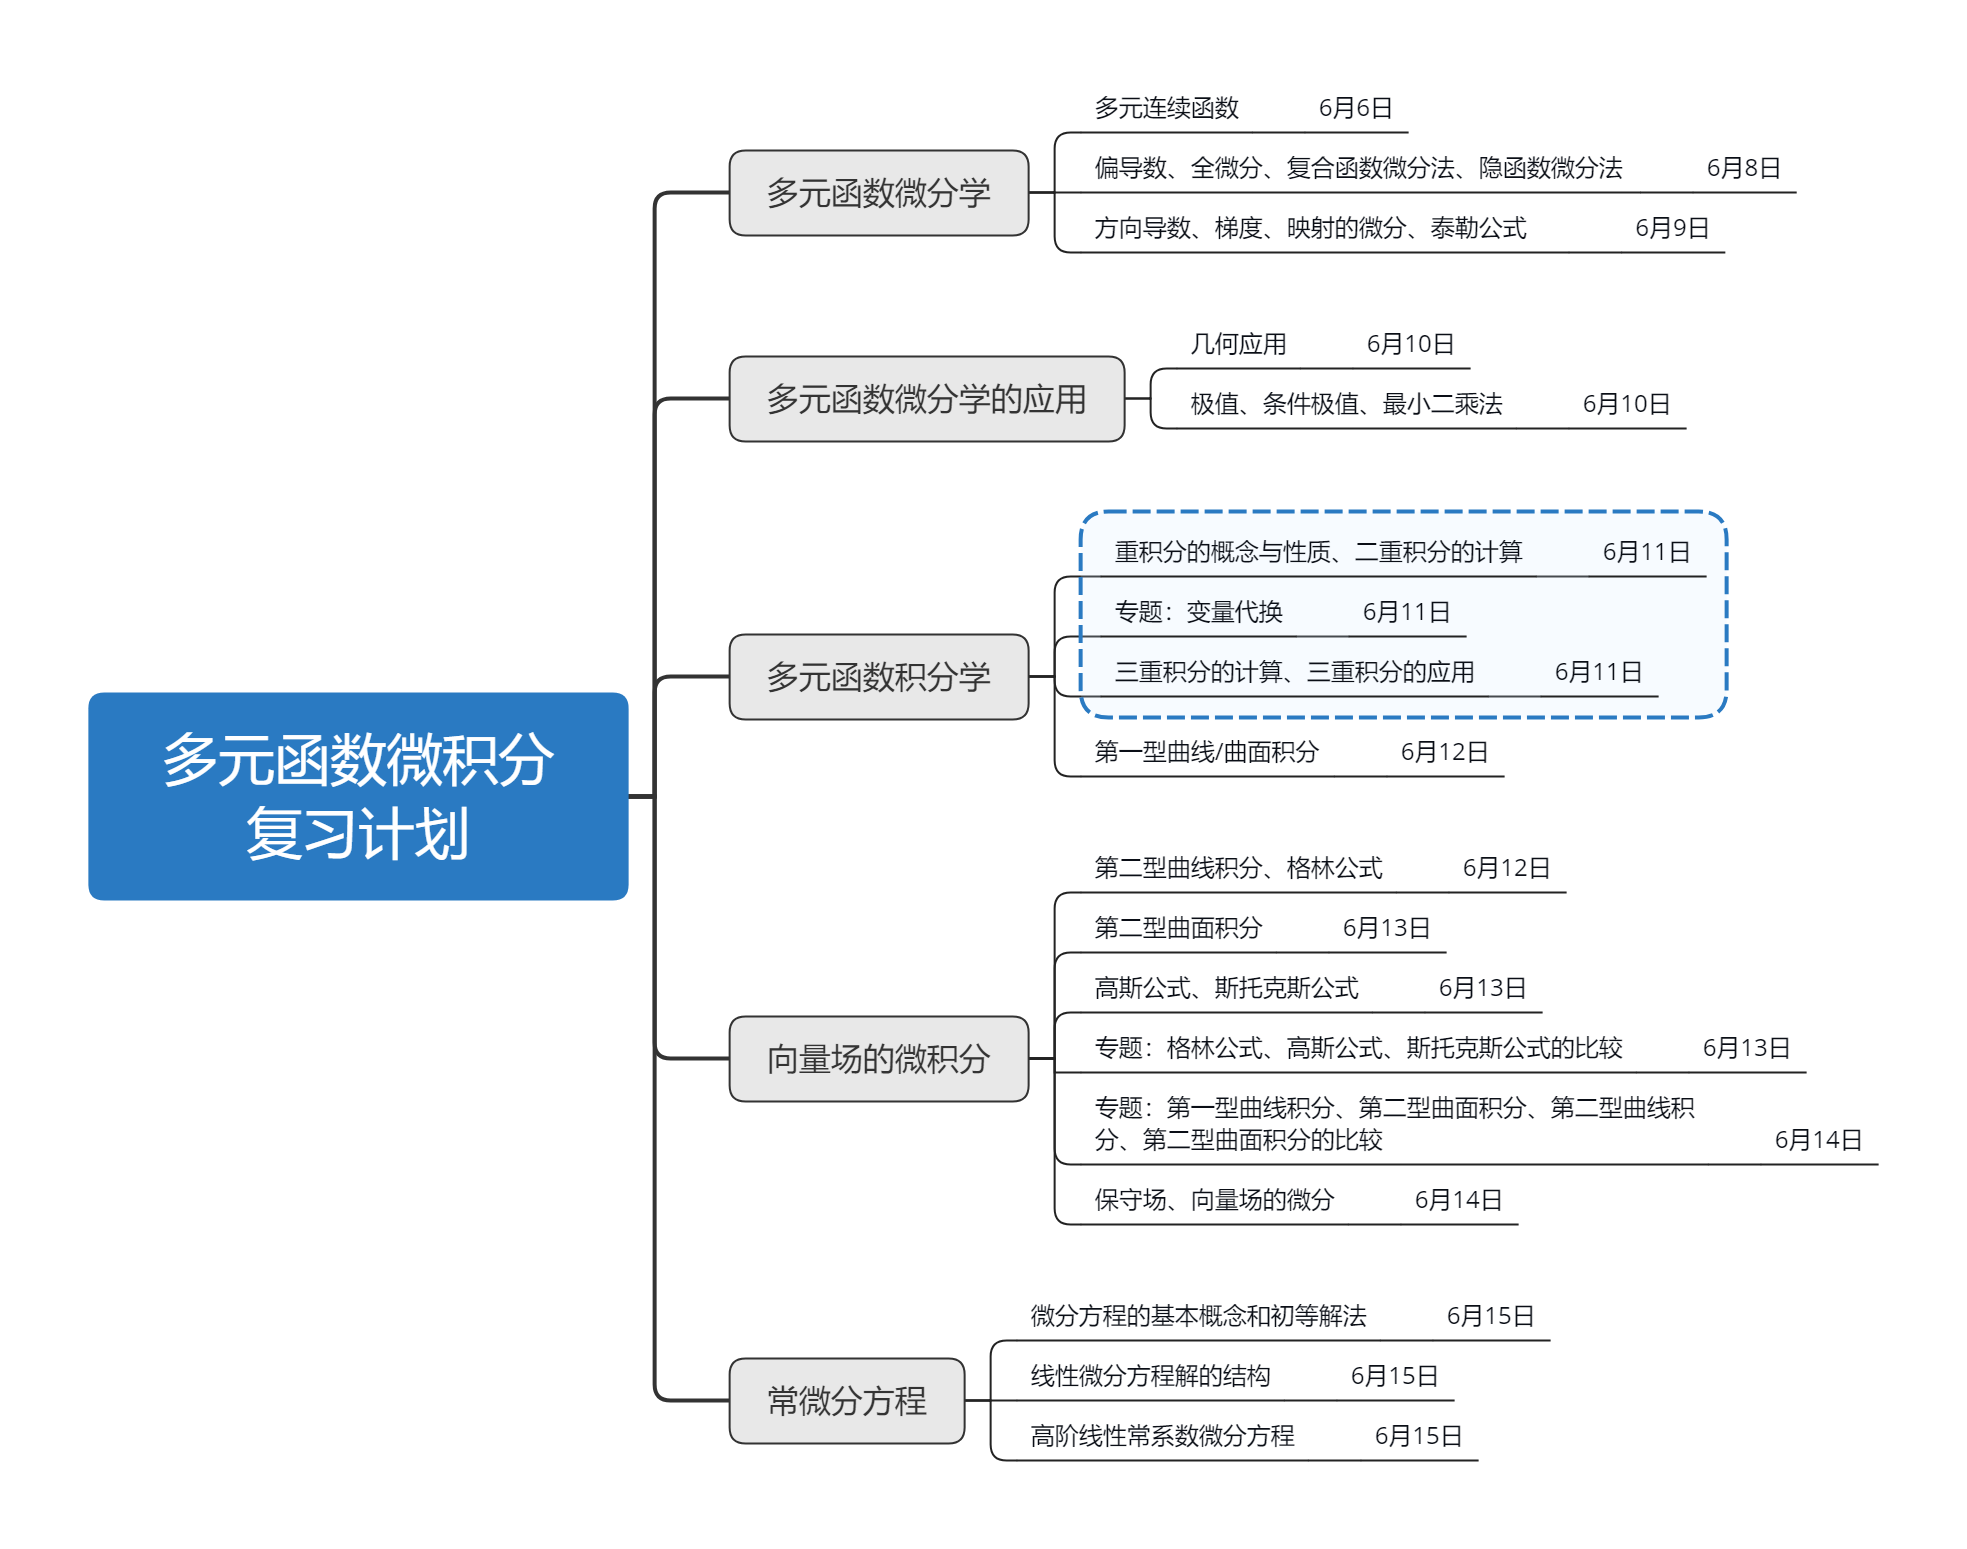 多元函数微积分
复习计划
多元函数微分学
多元连续函数 6月6日
偏导数、全微分、复合函数微分法、隐函数微分法 6月8日
方向导数、梯度、映射的微分、泰勒公式 6月9日
多元函数微分学的应用
几何应用 6月10日
极值、条件极值、最小二乘法 6月10日
多元函数积分学
重积分的概念与性质、二重积分的计算 6月11日
专题：变量代换 6月11日
三重积分的计算、三重积分的应用 6月11日
第一型曲线/曲面积分 6月12日
向量场的微积分
第二型曲线积分、格林公式 6月12日
第二型曲面积分 6月13日
高斯公式、斯托克斯公式 6月13日
专题：格林公式、高斯公式、斯托克斯公式的比较 6月13日
专题：第一型曲线积分、第二型曲面积分、第二型曲线积
分、第二型曲面积分的比较 6月14日
保守场、向量场的微分 6月14日
常微分方程
微分方程的基本概念和初等解法 6月15日
线性微分方程解的结构 6月15日
高阶线性常系数微分方程 6月15日